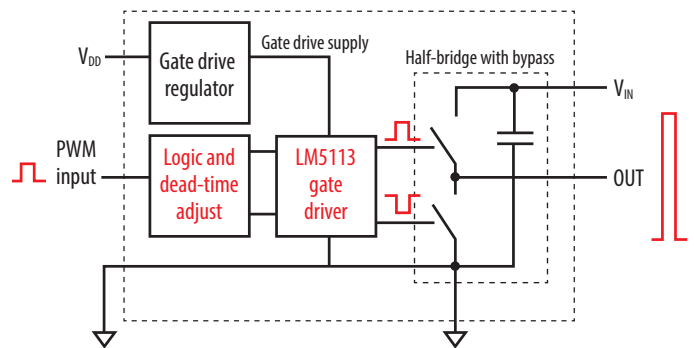 V_DD
Gate drive
regulator
Gate drive supply
Half-bridge with bypass
V_IN
PWM
input
Logic and
dead-time
adjust
LM5113
gate
driver
OUT